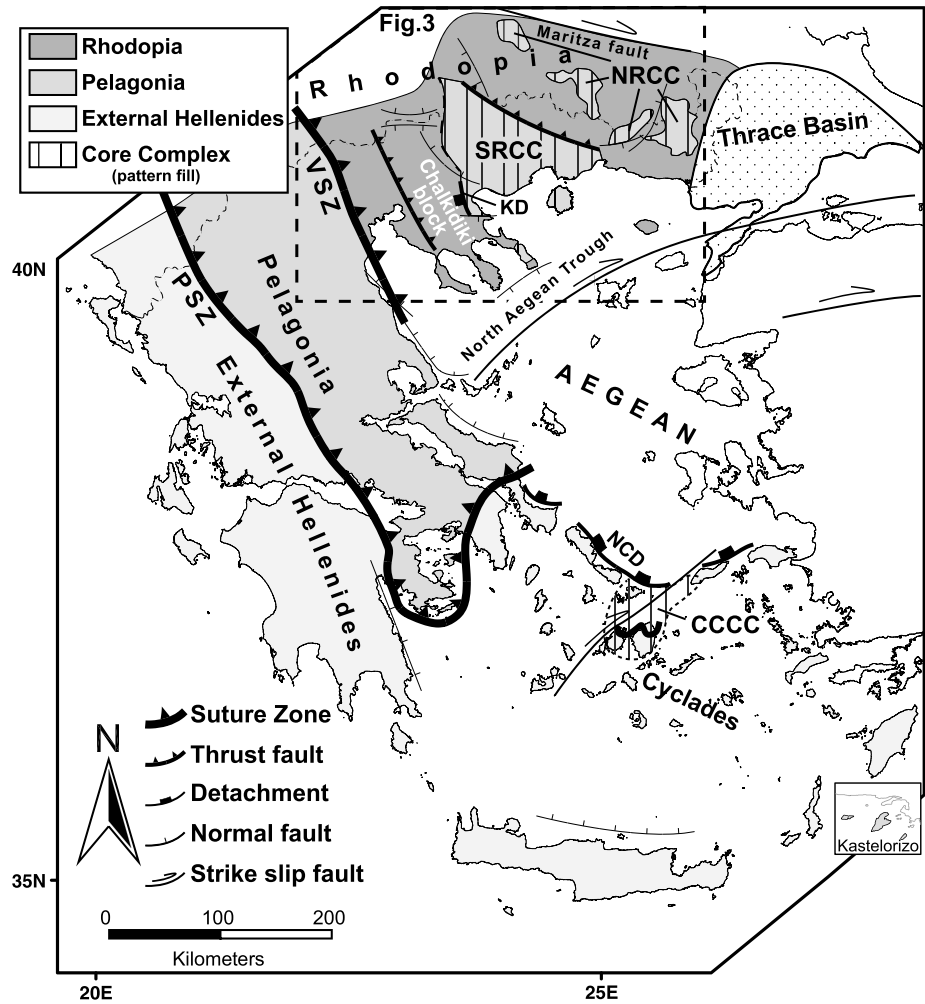 Fig.3
Rhodopia
Pelagonia
External Hellenides
Core Complex
(pattern fill)
Maritza fault
Rhodopia
NRCC
Thrace Basin
SRCC
VSZ
Chalkidiki
block
KD
40N
North Aegean Trough
PSZ
Pelagonia
AEGEAN
External Hellenides
NCD
CCCC
Cyclades
Suture Zone
N
Thrust fault
Detachment
Normal fault
Strike slip fault
Kastelorizo
35N
0 100 200
Kilometers
20E 25E